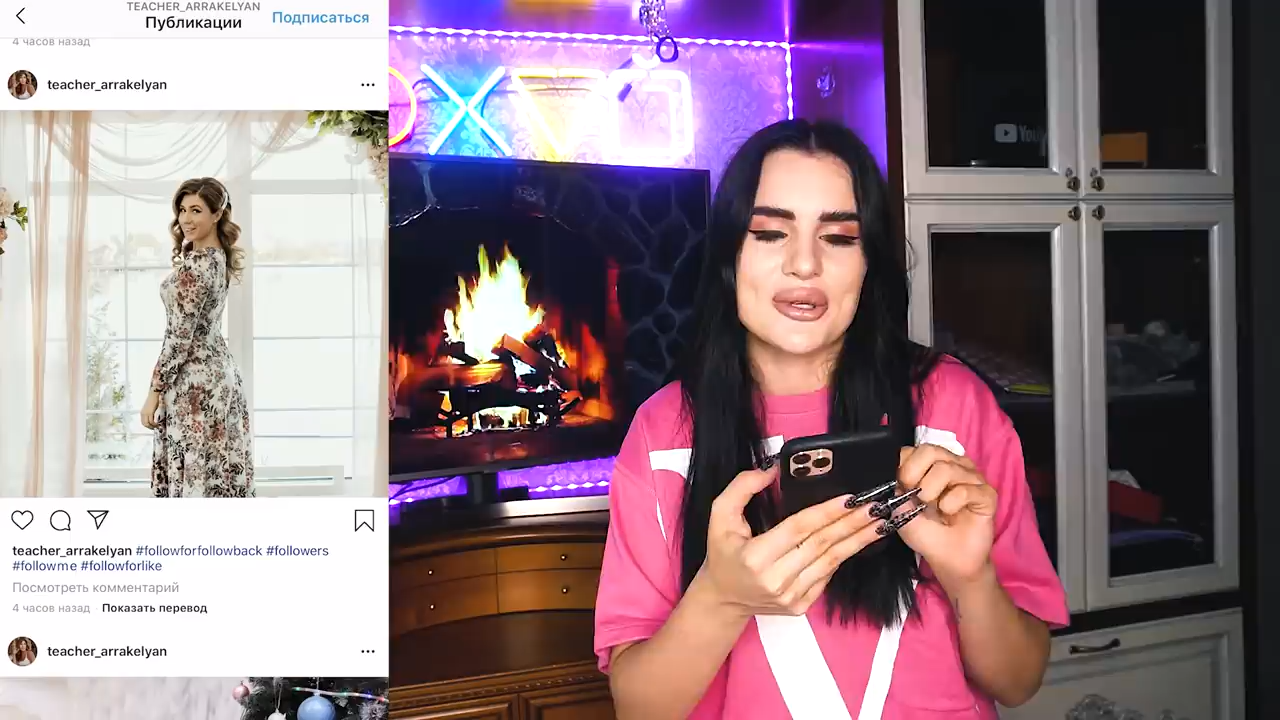 TEACHER_ARRAKELYAN
Публикации
Подписаться
4 часов назад
teacher_arrakelyan
teacher_arrakelyan #followforfollowback #followers
#followme #followforlike
Посмотреть комментарий
4 часов назад · Показать перевод
teacher_arrakelyan